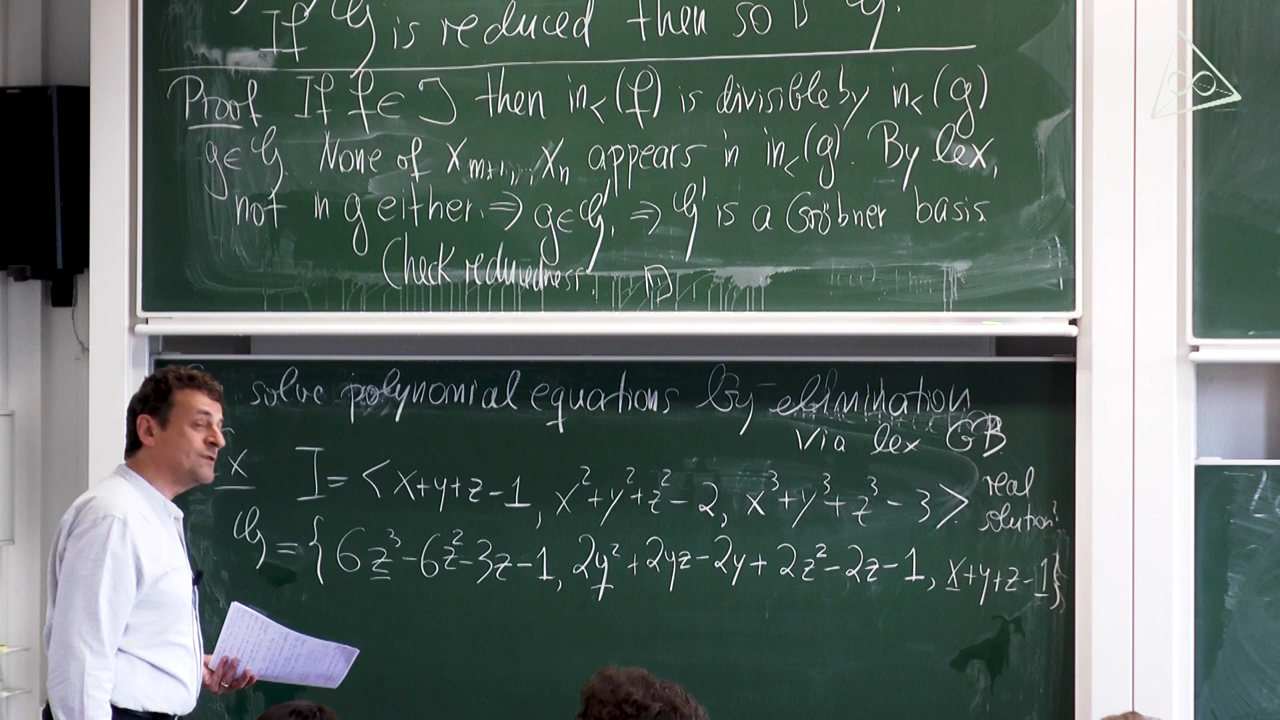 If 𝒢 is reduced then so is 𝒢'.
Proof If f ∈ J then in<(f) is divisible by in<(g)
g ∈ 𝒢. None of x_{m+1},..,x_n appears in in<(g). By lex,
not in g either. ⇒ g ∈ 𝒢'. ⇒ 𝒢' is a Gröbner basis
Check reducedness. □
solve polynomial equations by elimination
via lex GB
I = < x+y+z-1, x²+y²+z²-2, x³+y³+z³-3 > real
solution?
𝒢 = { 6z³-6z²-3z-1, 2y²+2yz-2y+2z²-2z-1, x+y+z-1}